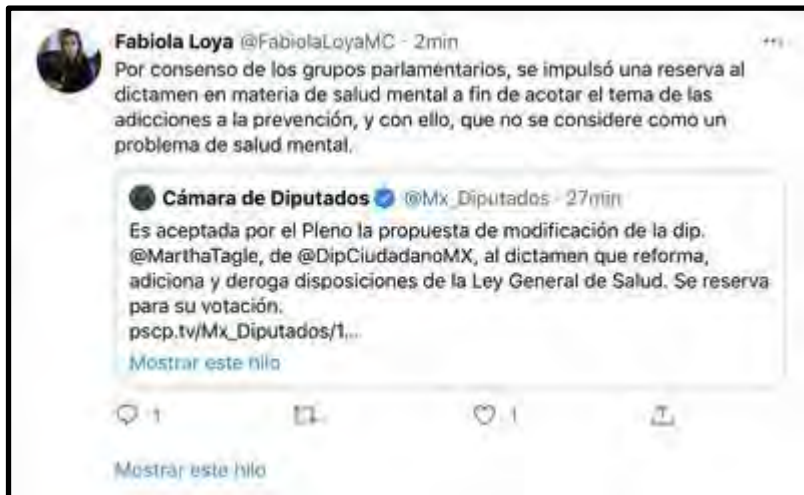 Fabiola Loya @FabiolaLoyaMC · 2min
Por consenso de los grupos parlamentarios, se impulsó una reserva al
dictamen en materia de salud mental a fin de acotar el tema de las
adicciones a la prevención, y con ello, que no se considere como un
problema de salud mental.
Cámara de Diputados @Mx_Diputados · 27min
Es aceptada por el Pleno la propuesta de modificación de la dip.
@MarthaTagle, de @DipCiudadanoMX, al dictamen que reforma,
adiciona y deroga disposiciones de la Ley General de Salud. Se reserva
para su votación.
pscp.tv/Mx_Diputados/1...
Mostrar este hilo
1 1
Mostrar este hilo